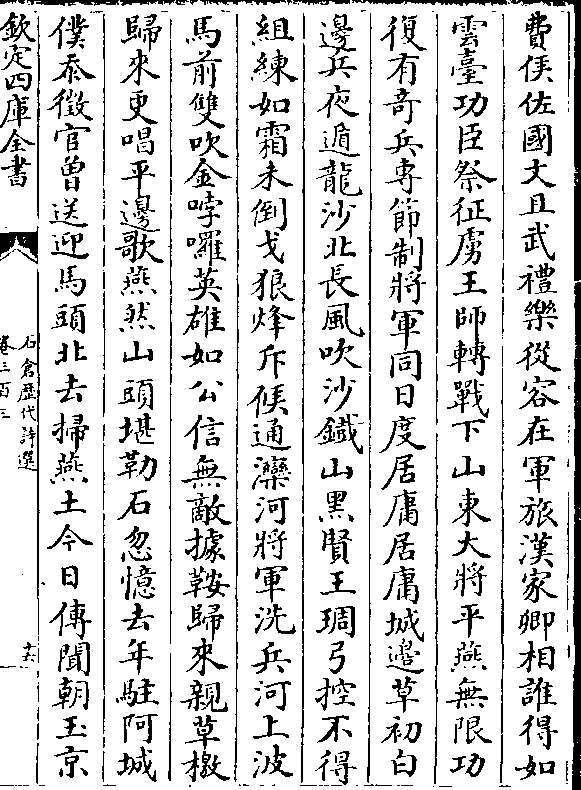 費侯佐國文且武禮樂從容在軍旅漢家卿相誰得如
雲臺功臣祭征虜王師轉戰下山東大將平燕無限功
復有奇兵專節制將軍同日度居庸居庸城邊草初白
邊兵夜遁龍沙北長風吹沙鐵山黑賢王琱弓控不得
組練如霜未倒戈狼烽斥候通灤河將軍洗兵河上波
馬前雙吹金哱囉英雄如公信無敵據鞍歸來親草檄
歸來更唱平邊歌燕然山頭堪勒石忽憶去年駐阿城
僕忝徵官曽送迎馬頭北去掃燕土今日傳聞朝玉京
欽定四庫全書
石倉歴代詩選
卷三百三
十六